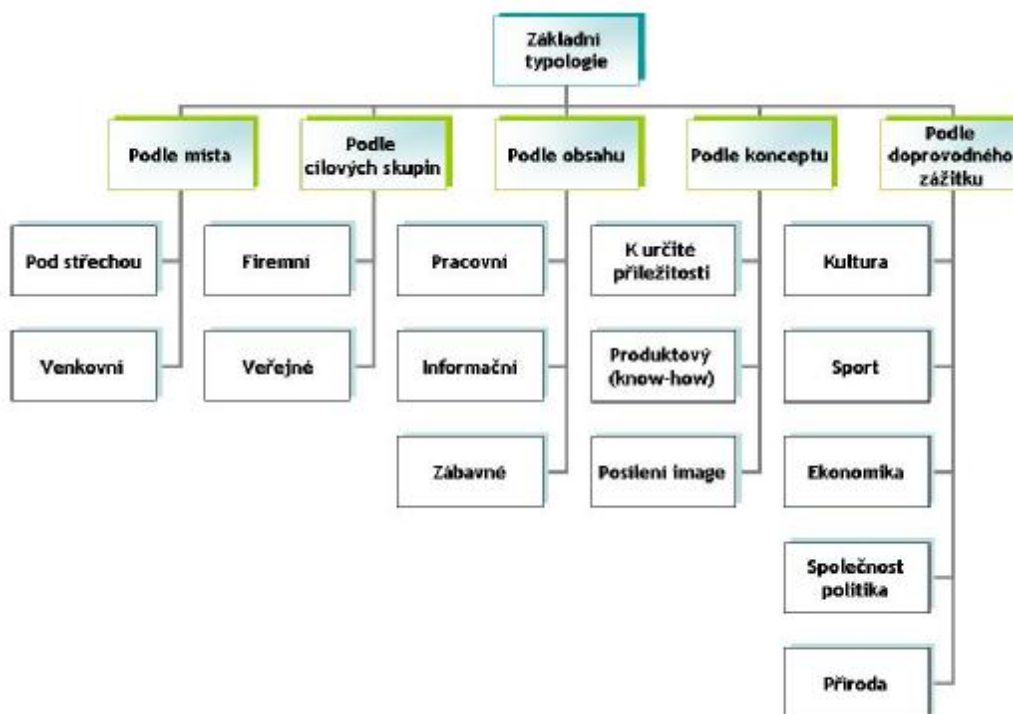 Základní
typologie
Podle místa
Podle
cílových skupin
Podle obsahu
Podle konceptu
Podle
doprovodného
zážitku
Pod střechou
Firemní
Pracovní
K určité
příležitosti
Kultura
Venkovní
Veřejné
Informační
Produktový
(know-how)
Sport
Zábavné
Posílení image
Ekonomika
Společnost
politika
Příroda